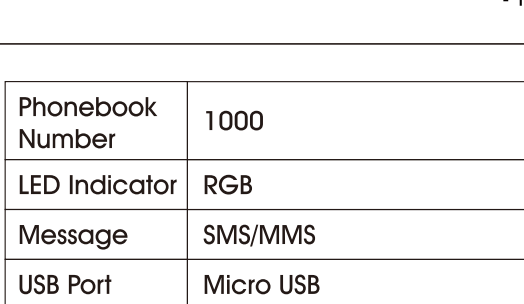 Phonebook
Number
1000
LED Indicator
RGB
Message
SMS/MMS
USB Port
Micro USB